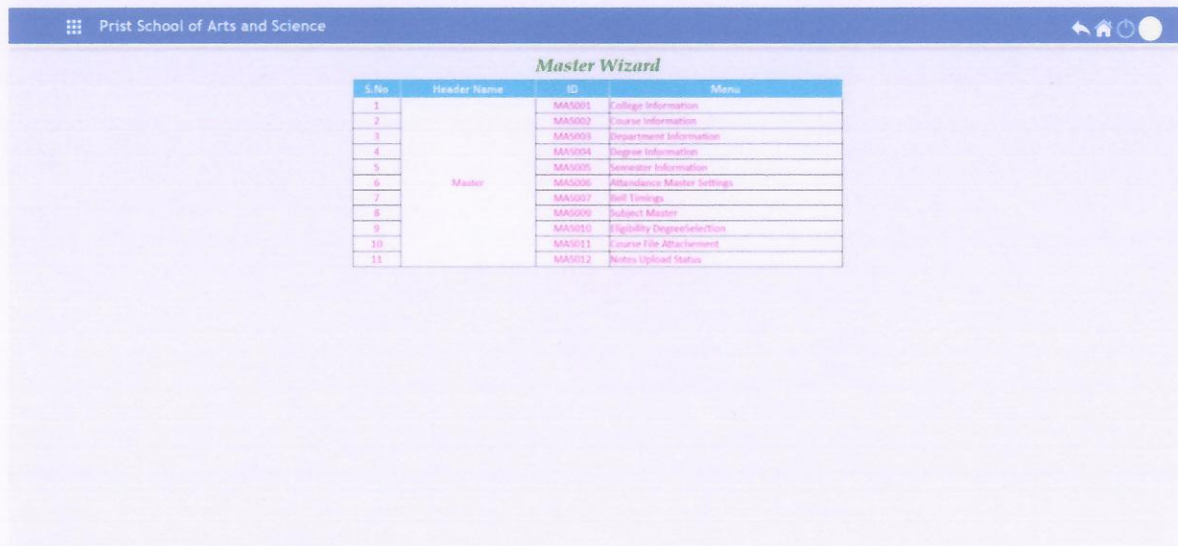 Prist School of Arts and Science
Master Wizard
S.No Header Name ID Menu
1 MAS001 College Information
2 MAS002 Course Information
3 MAS003 Department Information
4 MAS004 Degree Information
5 MAS005 Semester Information
6 Master MAS006 Attandance Master Settings
7 MAS007 Bell Timings
8 MAS009 Subject Master
9 MAS010 Eligibility DegreeSelection
10 MAS011 Course File Attachement
11 MAS012 Notes Upload Status